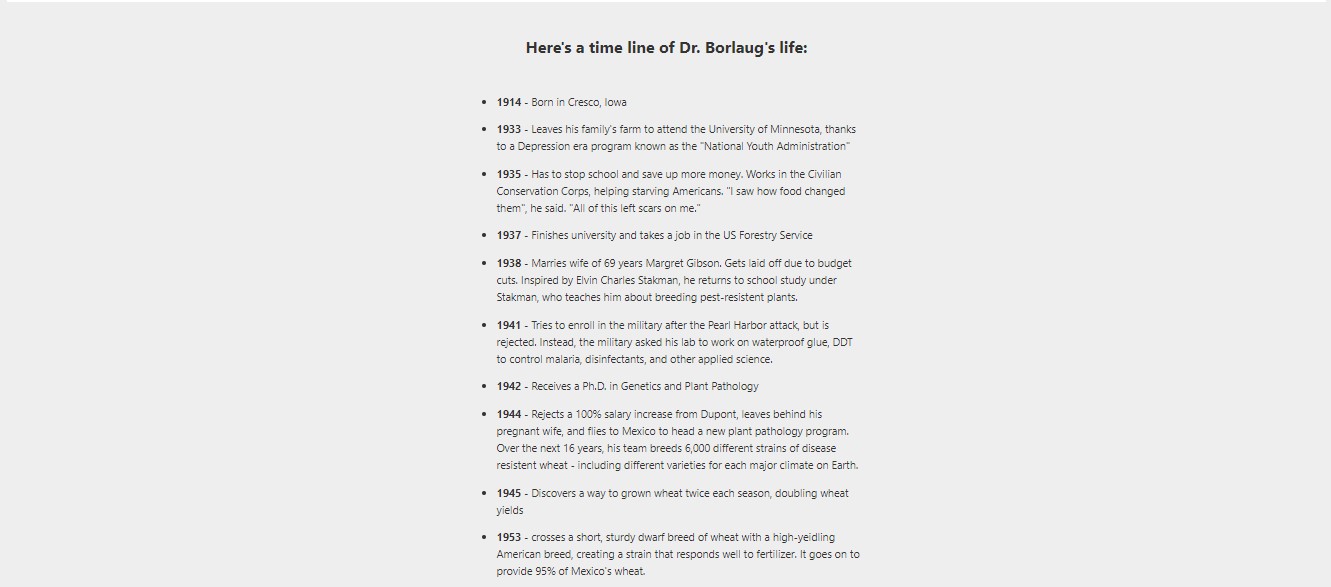 Here's a time line of Dr. Borlaug's life:
1914 - Born in Cresco, Iowa
1933 - Leaves his family's farm to attend the University of Minnesota, thanks
to a Depression era program known as the "National Youth Administration"
1935 - Has to stop school and save up more money. Works in the Civilian
Conservation Corps, helping starving Americans. "I saw how food changed
them", he said. "All of this left scars on me."
1937 - Finishes university and takes a job in the US Forestry Service
1938 - Marries wife of 69 years Margret Gibson. Gets laid off due to budget
cuts. Inspired by Elvin Charles Stakman, he returns to school study under
Stakman, who teaches him about breeding pest-resistent plants.
1941 - Tries to enroll in the military after the Pearl Harbor attack, but is
rejected. Instead, the military asked his lab to work on waterproof glue, DDT
to control malaria, disinfectants, and other applied science.
1942 - Receives a Ph.D. in Genetics and Plant Pathology
1944 - Rejects a 100% salary increase from Dupont, leaves behind his
pregnant wife, and flies to Mexico to head a new plant pathology program.
Over the next 16 years, his team breeds 6,000 different strains of disease
resistent wheat - including different varieties for each major climate on Earth.
1945 - Discovers a way to grown wheat twice each season, doubling wheat
yields
1953 - crosses a short, sturdy dwarf breed of wheat with a high-yeidling
American breed, creating a strain that responds well to fertilizer. It goes on to
provide 95% of Mexico's wheat.